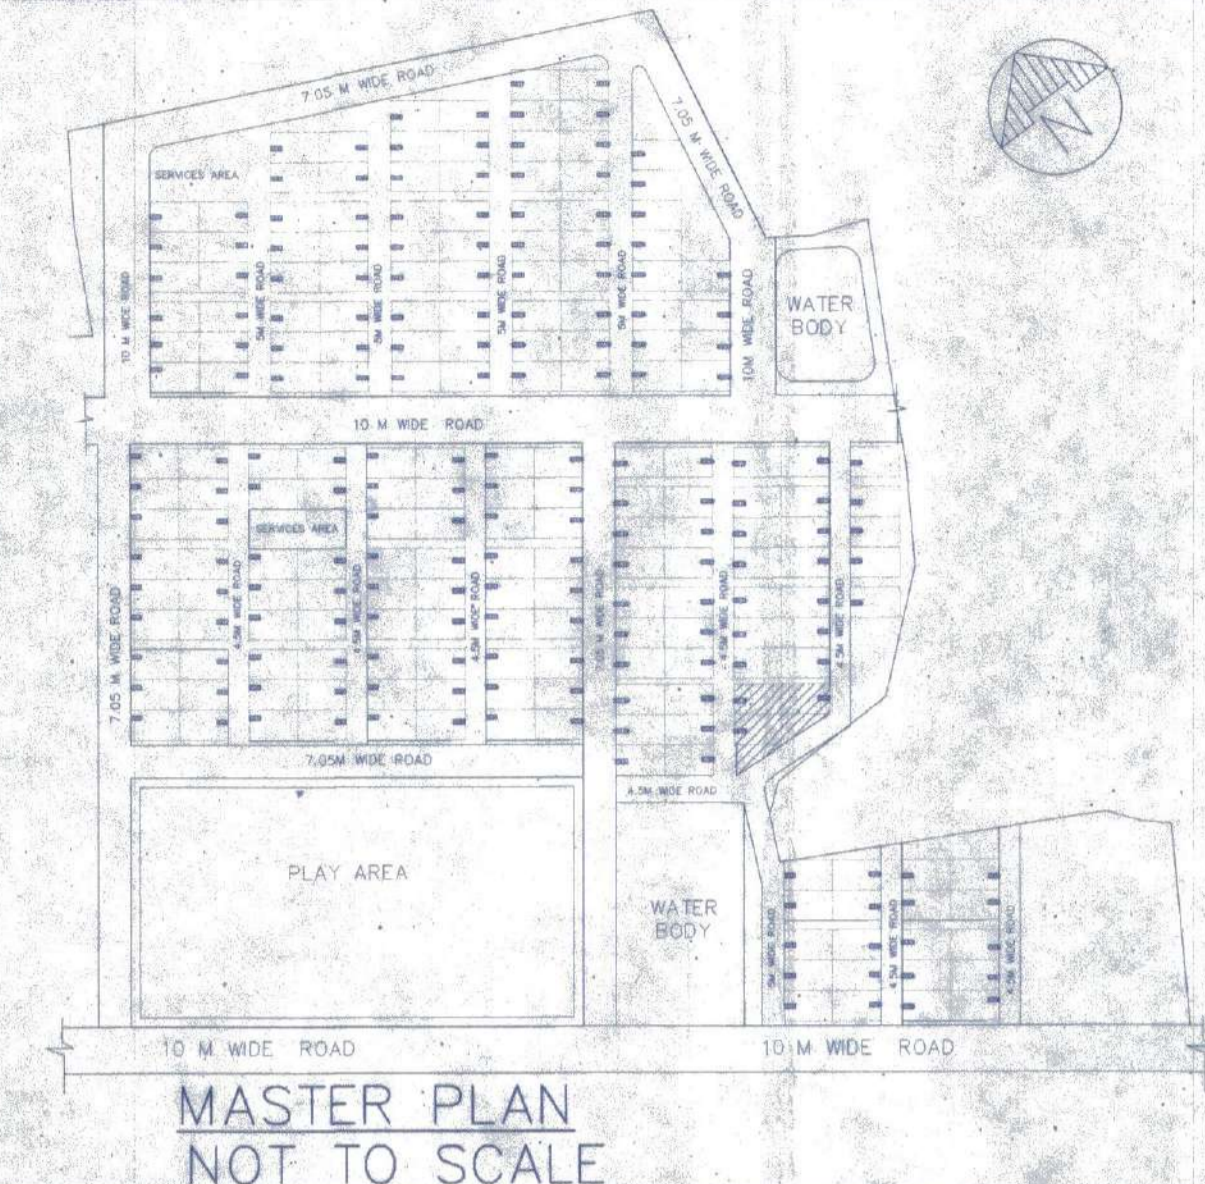 7.05 M WIDE ROAD
7.05 M WIDE ROAD
SERVICES AREA
10 M WIDE ROAD
5M WIDE ROAD
5M WIDE ROAD
5M WIDE ROAD
5M WIDE ROAD
10M WIDE ROAD
WATER
BODY
N
10 M WIDE ROAD
SERVICES AREA
7.05 M WIDE ROAD
4.5M WIDE ROAD
4.5M WIDE ROAD
4.5M WIDE ROAD
WIDE ROAD
4.5M WIDE ROAD
4.5M WIDE ROAD
7.05M WIDE ROAD
4.5M WIDE ROAD
PLAY AREA
WATER
BODY
5M WIDE ROAD
4.5M WIDE ROAD
4.5M WIDE ROAD
10 M WIDE ROAD
10 M WIDE ROAD
MASTER PLAN
NOT TO SCALE